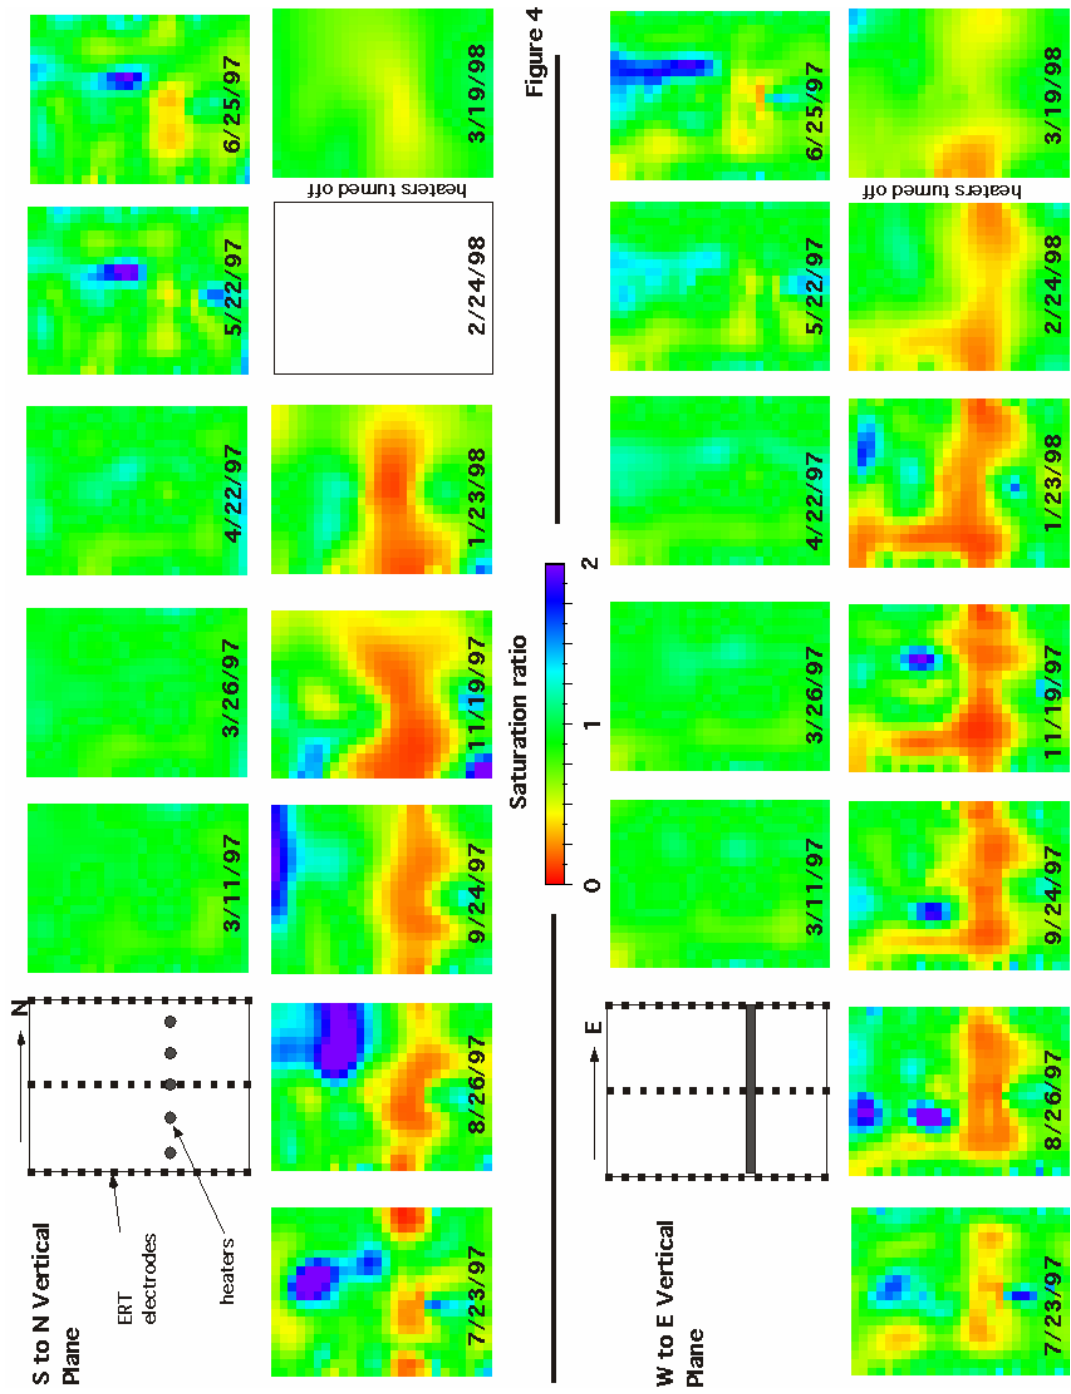 S to N Vertical
Plane
ERT
electrodes
heaters
N
3/11/97
3/26/97
4/22/97
5/22/97
6/25/97
7/23/97
8/26/97
9/24/97
11/19/97
1/23/98
2/24/98
heaters turned off
3/19/98
Saturation ratio
0
1
2
Figure 4
W to E Vertical
Plane
E
3/11/97
3/26/97
4/22/97
5/22/97
6/25/97
7/23/97
8/26/97
9/24/97
11/19/97
1/23/98
2/24/98
heaters turned off
3/19/98